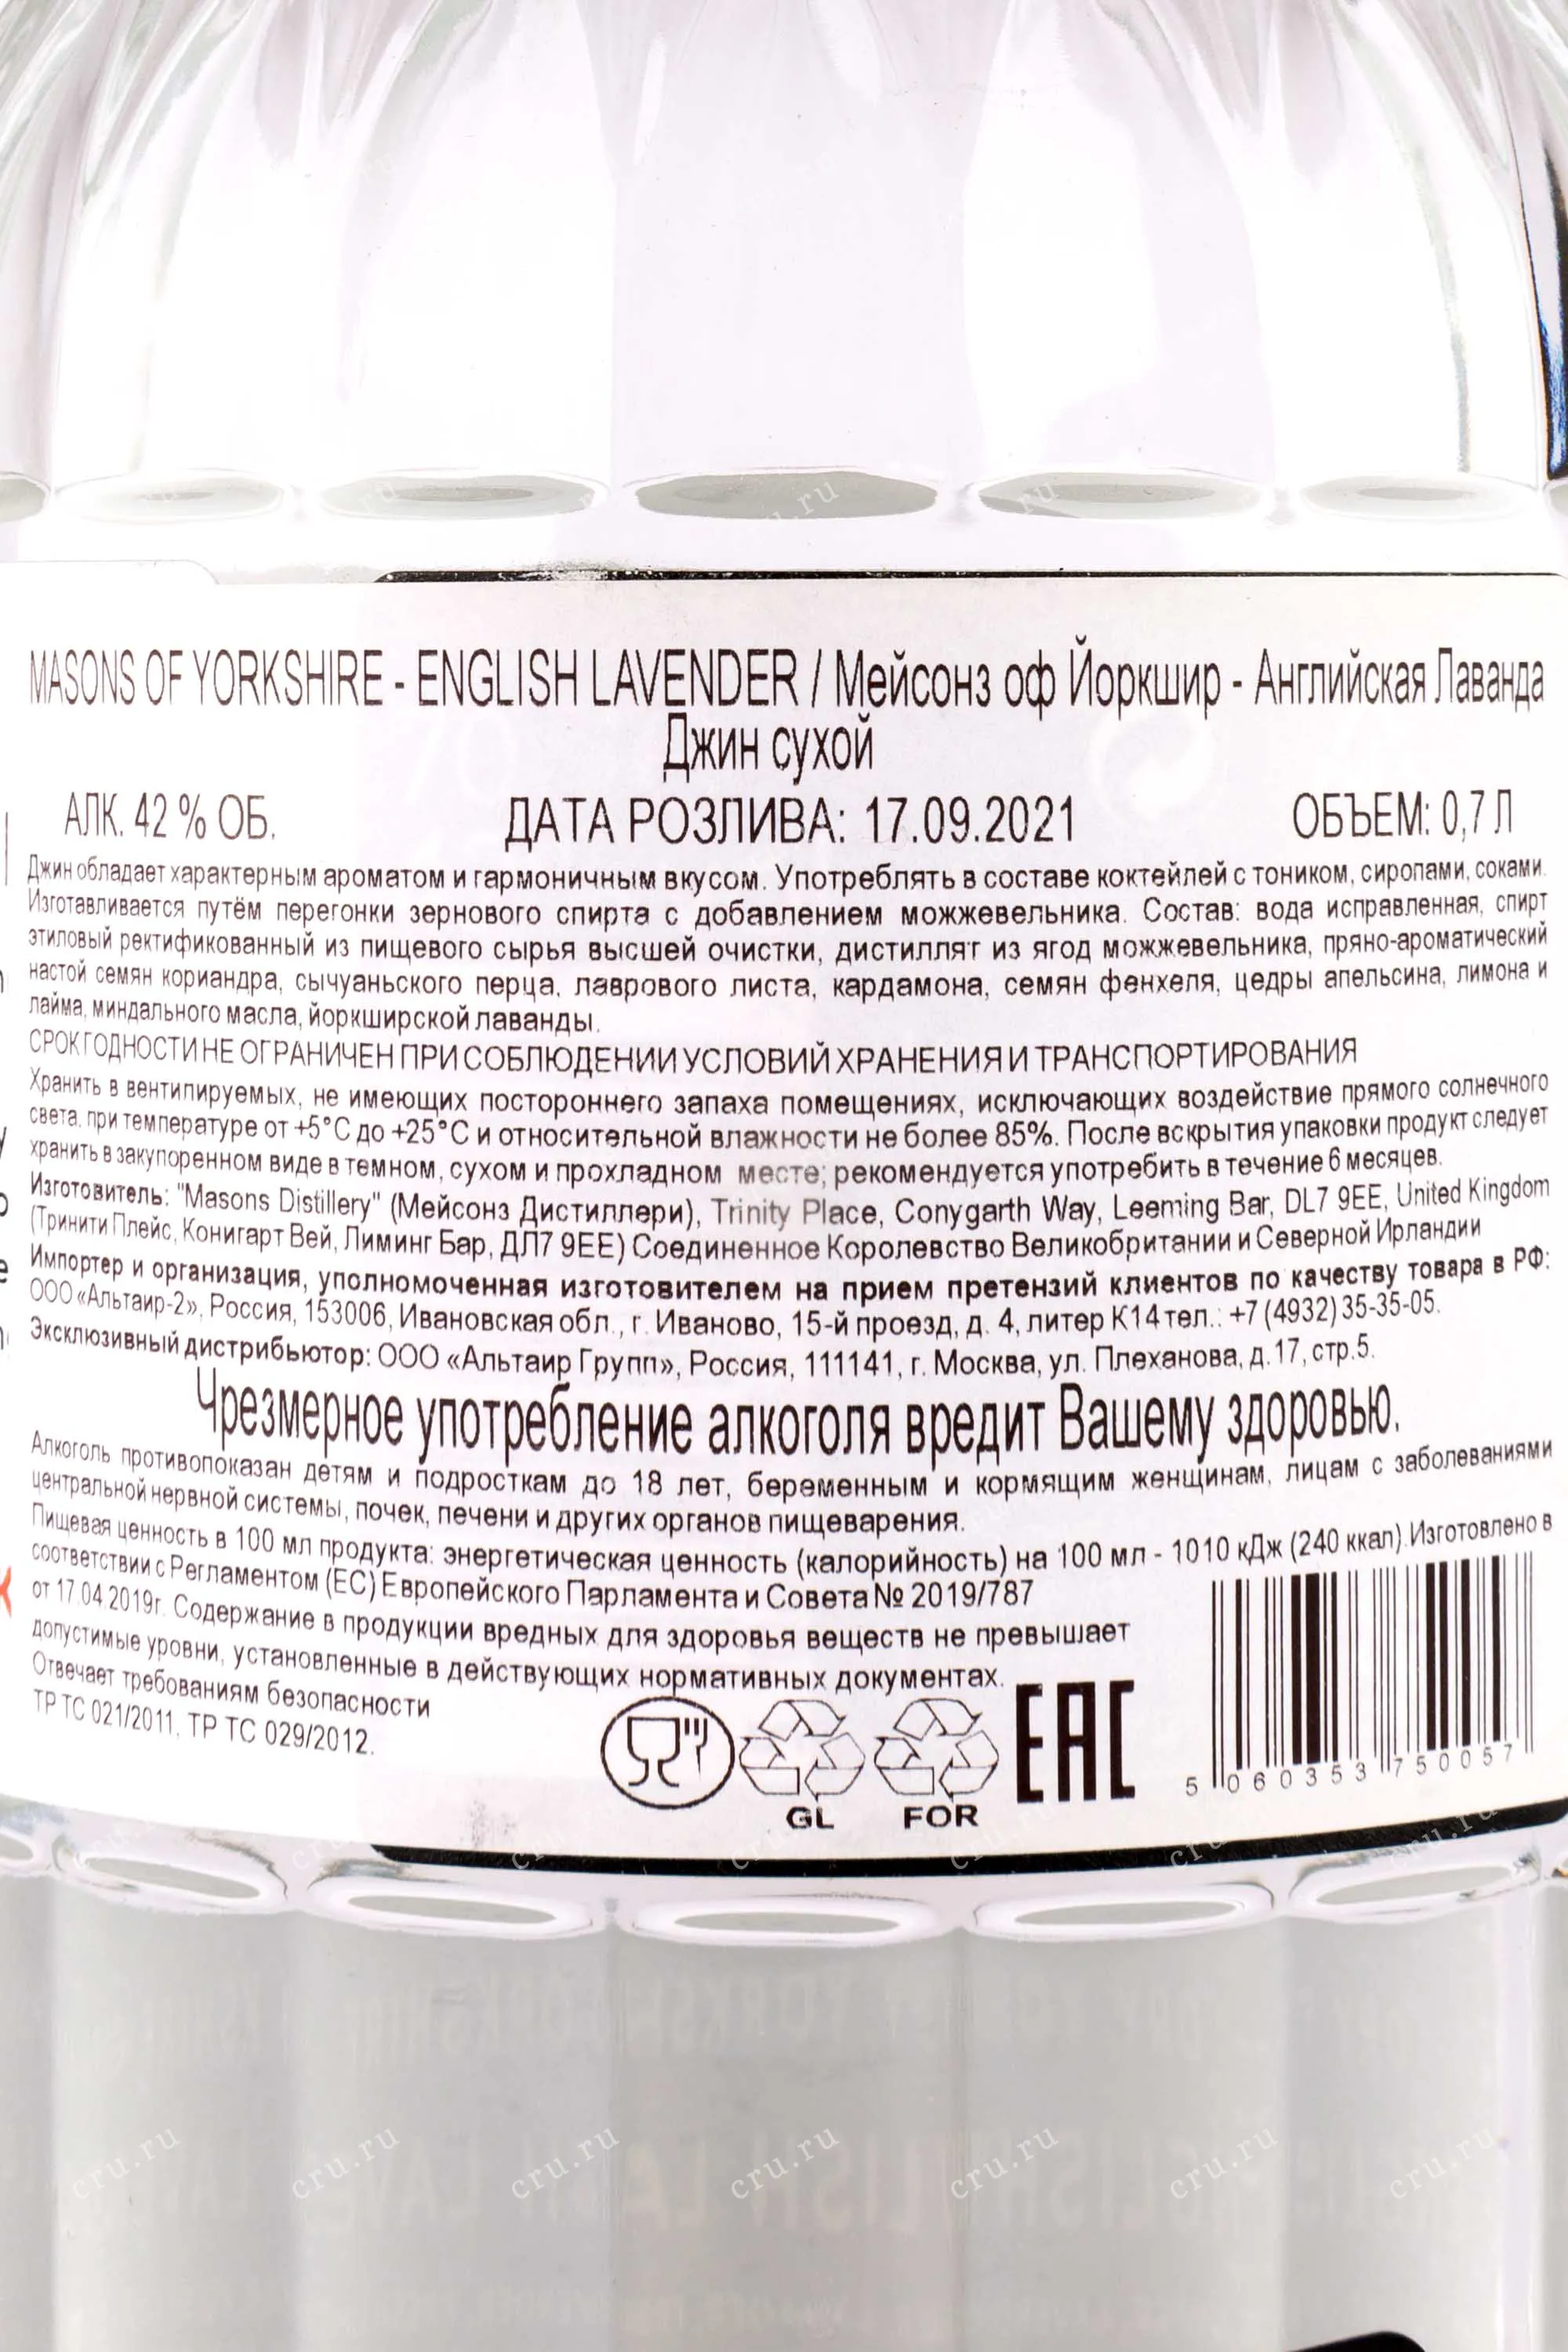 MASONS OF YORKSHIRE - ENGLISH LAVENDER / Мейсонз оф Йоркшир - Английская Лаванда
Джин сухой
АЛК. 42 % ОБ. ДАТА РОЗЛИВА: 17.09.2021 ОБЪЕМ: 0,7 Л
Джин обладает характерным ароматом и гармоничным вкусом. Употреблять в составе коктейлей с тоником, сиропами, соками.
Изготавливается путём перегонки зернового спирта с добавлением можжевельника. Состав: вода исправленная, спирт
этиловый ректификованный из пищевого сырья высшей очистки, дистиллят из ягод можжевельника, пряно-ароматический
настой семян кориандра, сычуаньского перца, лаврового листа, кардамона, семян фенхеля, цедры апельсина, лимона и
лайма, миндального масла, йоркширской лаванды.
СРОК ГОДНОСТИ НЕ ОГРАНИЧЕН ПРИ СОБЛЮДЕНИИ УСЛОВИЙ ХРАНЕНИЯ И ТРАНСПОРТИРОВАНИЯ
Хранить в вентилируемых, не имеющих постороннего запаха помещениях, исключающих воздействие прямого солнечного
света, при температуре от +5°С до +25°С и относительной влажности не более 85%. После вскрытия упаковки продукт следует
хранить в закупоренном виде в темном, сухом и прохладном месте; рекомендуется употребить в течение 6 месяцев.
Изготовитель: "Masons Distillery" (Мейсонз Дистиллери), Trinity Place, Conygarth Way, Leeming Bar, DL7 9EE, United Kingdom
(Тринити Плейс, Конигарт Вей, Лиминг Бар, ДЛ7 9ЕЕ) Соединенное Королевство Великобритании и Северной Ирландии
Импортер и организация, уполномоченная изготовителем на прием претензий клиентов по качеству товара в РФ:
ООО «Альтаир-2», Россия, 153006, Ивановская обл., г. Иваново, 15-й проезд, д. 4, литер К14 тел.: +7 (4932) 35-35-05.
Эксклюзивный дистрибьютор: ООО «Альтаир Групп», Россия, 111141, г. Москва, ул. Плеханова, д.17, стр.5.
Чрезмерное употребление алкоголя вредит Вашему здоровью.
Алкоголь противопоказан детям и подросткам до 18 лет, беременным и кормящим женщинам, лицам с заболеваниями
центральной нервной системы, почек, печени и других органов пищеварения.
Пищевая ценность в 100 мл продукта: энергетическая ценность (калорийность) на 100 мл - 1010 кДж (240 ккал).Изготовлено в
соответствии с Регламентом (ЕС) Европейского Парламента и Совета № 2019/787
от 17.04.2019г. Содержание в продукции вредных для здоровья веществ не превышает
допустимые уровни, установленные в действующих нормативных документах.
Отвечает требованиям безопасности
ТР ТС 021/2011, ТР ТС 029/2012.
GL FOR EAC
5 060353 750057
cru.ru cru.ru cru.ru cru.ru cru.ru cru.ru cru.ru